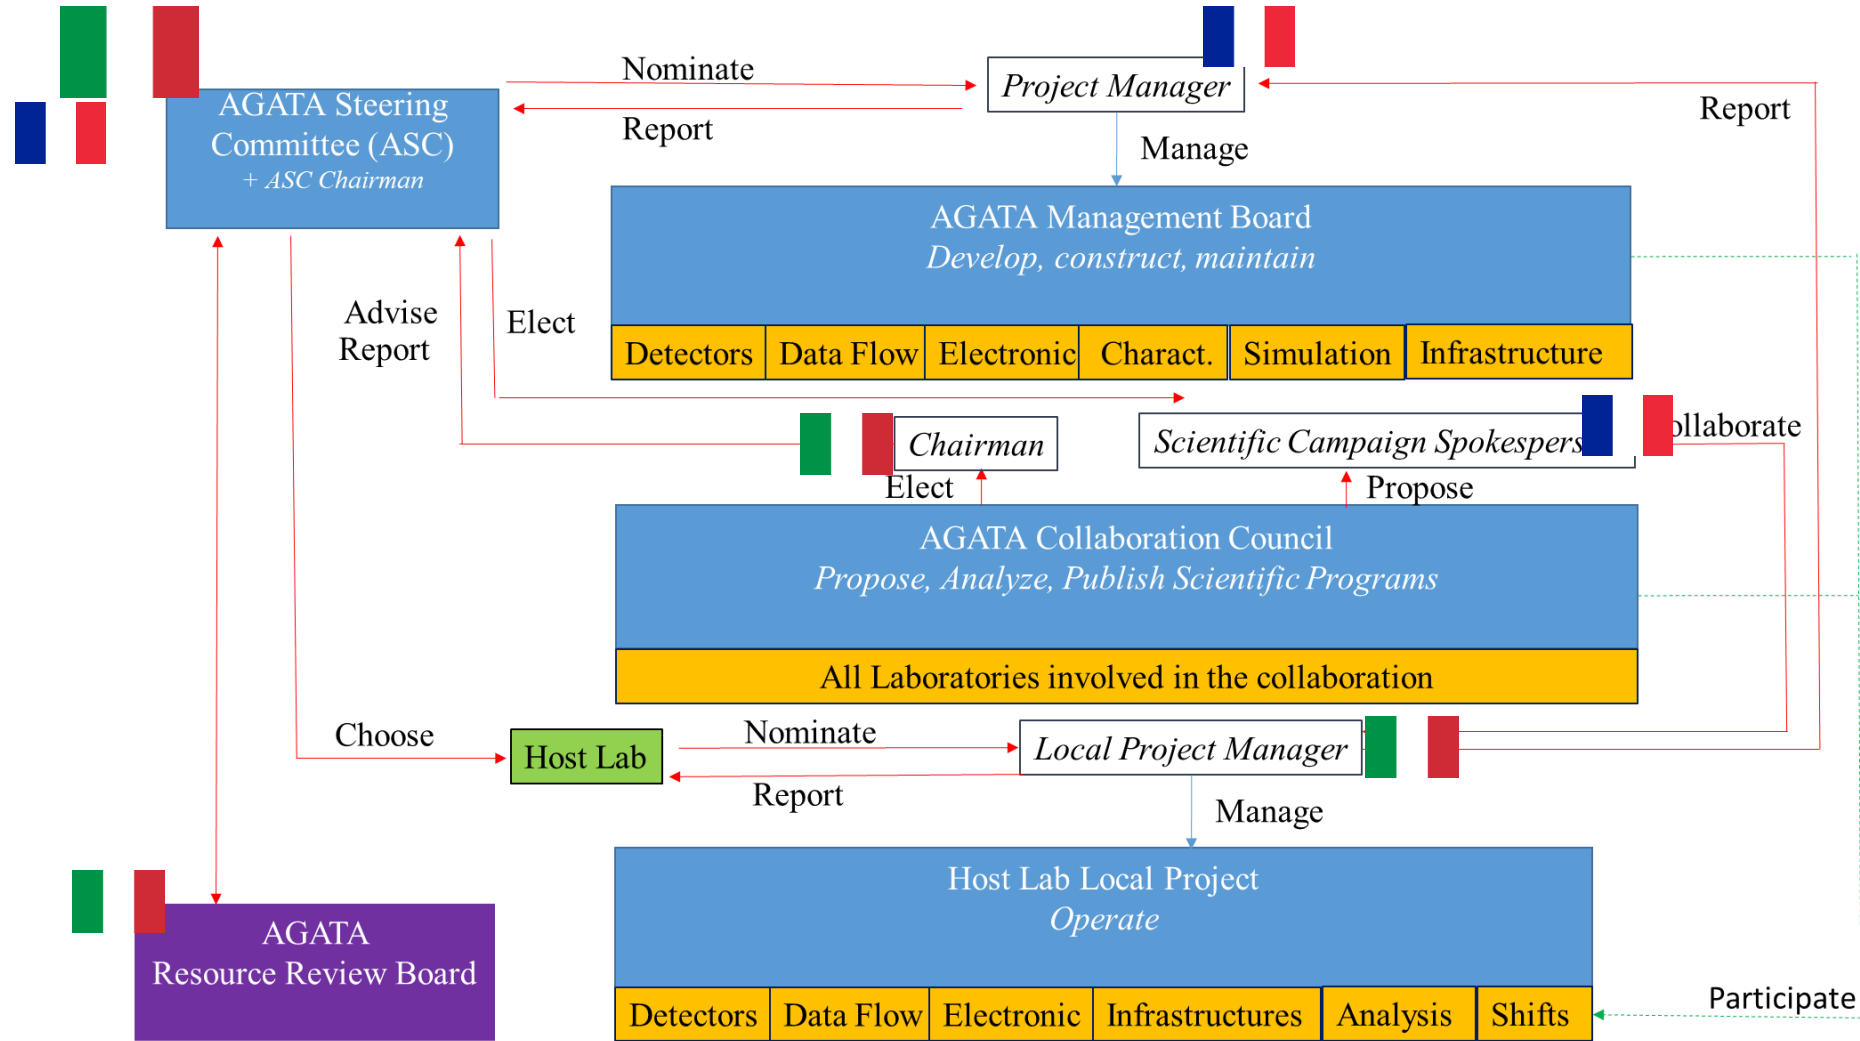 Nominate
Project Manager
Report
AGATA Steering
Committee (ASC)
+ ASC Chairman
Report
Manage
AGATA Management Board
Develop, construct, maintain
Advise
Report
Elect
Detectors
Data Flow
Electronic
Charact.
Simulation
Infrastructure
Chairman
Scientific Campaign Spokespers
ollaborate
Elect
Propose
AGATA Collaboration Council
Propose, Analyze, Publish Scientific Programs
All Laboratories involved in the collaboration
Choose
Host Lab
Nominate
Local Project Manager
Report
Manage
Host Lab Local Project
Operate
AGATA
Resource Review Board
Detectors
Data Flow
Electronic
Infrastructures
Analysis
Shifts
Participate